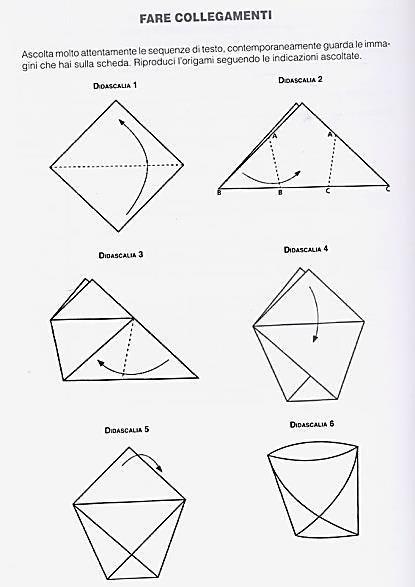 FARE COLLEGAMENTI
Ascolta molto attentamente le sequenze di testo, contemporaneamente guarda le imma-
gini che hai sulla scheda. Riproduci l'origami seguendo le indicazioni ascoltate.
DIDASCALIA 1
DIDASCALIA 2
A A
B B C C
DIDASCALIA 3
DIDASCALIA 4
DIDASCALIA 5
DIDASCALIA 6